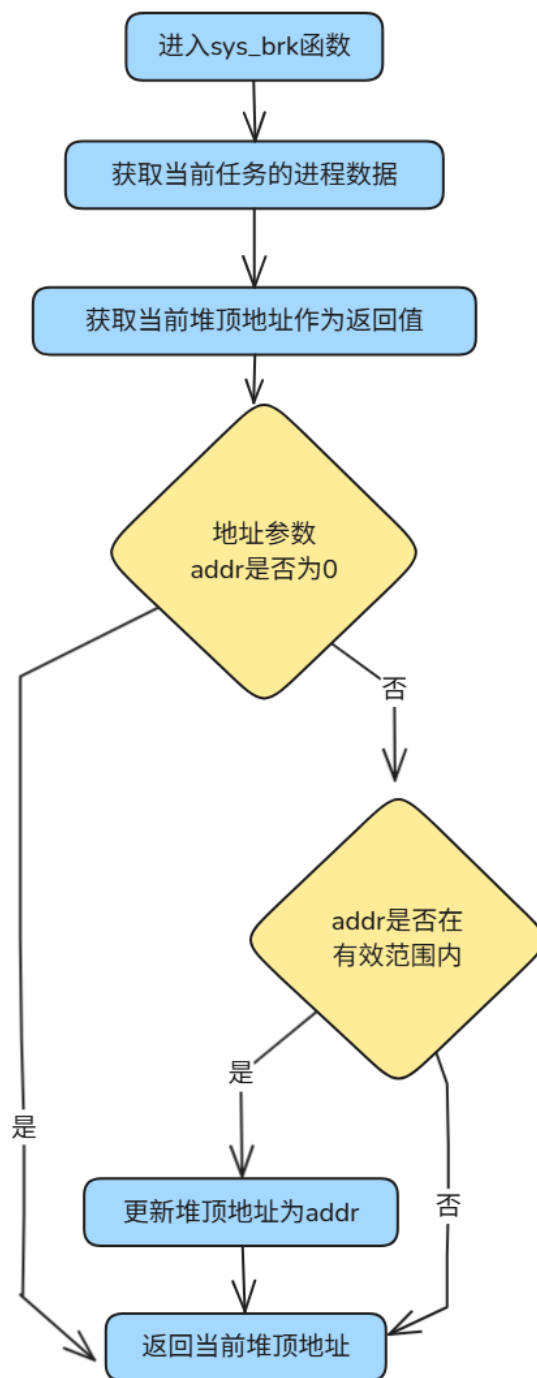 进入sys_brk函数
获取当前任务的进程数据
获取当前堆顶地址作为返回值
地址参数
addr是否为0
否
addr是否在
有效范围内
是
是
否
更新堆顶地址为addr
返回当前堆顶地址